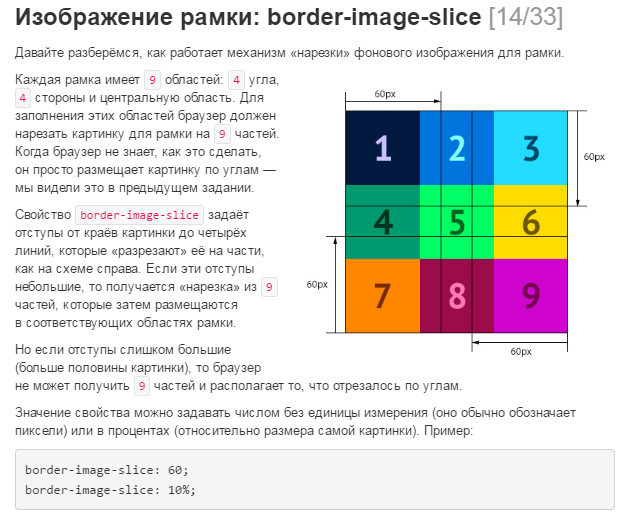 Изображение рамки: border-image-slice [14/33]
Давайте разберёмся, как работает механизм «нарезки» фонового изображения для рамки.
Каждая рамка имеет 9 областей: 4 угла,
4 стороны и центральную область. Для
заполнения этих областей браузер должен
нарезать картинку для рамки на 9 частей.
Когда браузер не знает, как это сделать,
он просто размещает картинку по углам —
мы видели это в предыдущем задании.
Свойство border-image-slice задаёт
отступы от краёв картинки до четырёх
линий, которые «разрезают» её на части,
как на схеме справа. Если эти отступы
небольшие, то получается «нарезка» из 9
частей, которые затем размещаются
в соответствующих областях рамки.
60px
1 2 3
60px
4 5 6
60px
7 8 9
60px
Но если отступы слишком большие
(больше половины картинки), то браузер
не может получить 9 частей и располагает то, что отрезалось по углам.
Значение свойства можно задавать числом без единицы измерения (оно обычно обозначает
пиксели) или в процентах (относительно размера самой картинки). Пример:
border-image-slice: 60;
border-image-slice: 10%;